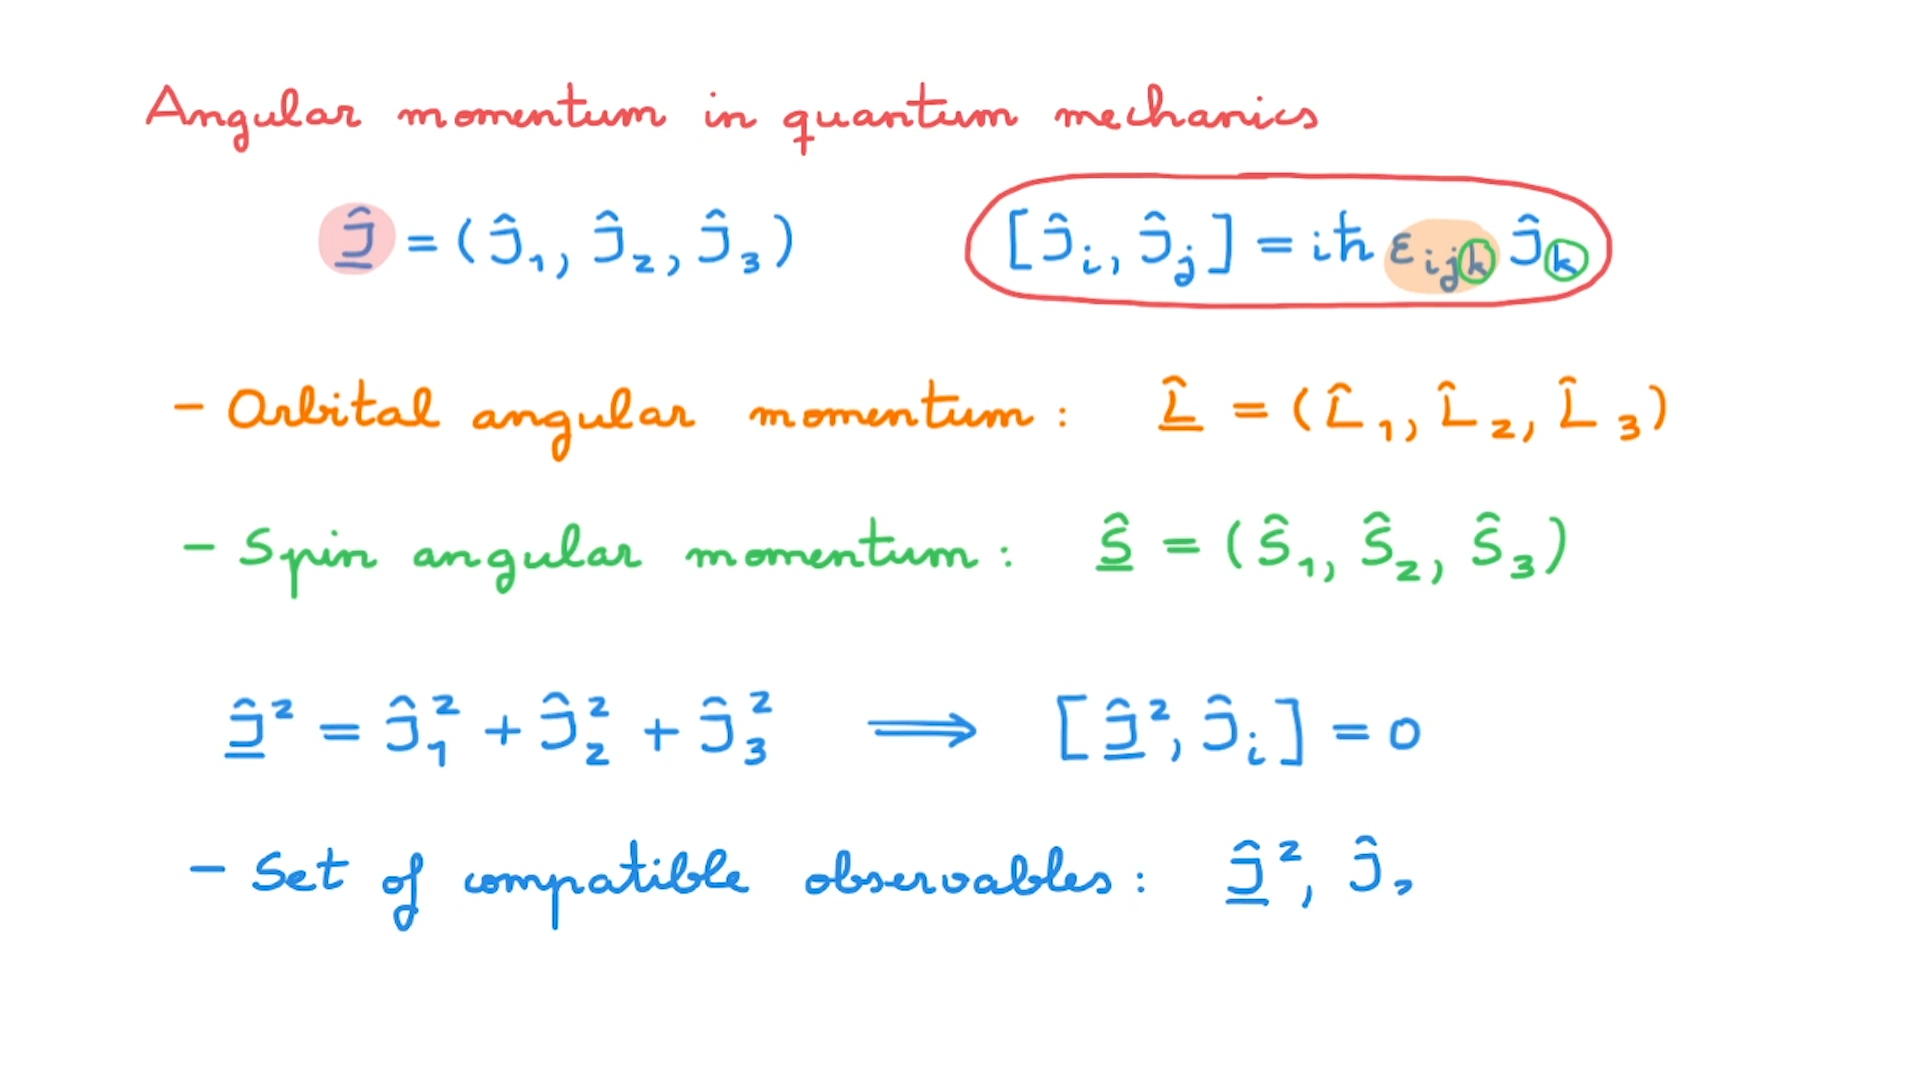 Angular momentum in quantum mechanics
Ĵ = (Ĵ₁, Ĵ₂, Ĵ₃) [Ĵᵢ, Ĵⱼ] = iħ εᵢⱼₖ Ĵₖ
- Orbital angular momentum: L̂ = (L̂₁, L̂₂, L̂₃)
- Spin angular momentum: Ŝ = (Ŝ₁, Ŝ₂, Ŝ₃)
Ĵ² = Ĵ₁² + Ĵ₂² + Ĵ₃² ⟹ [Ĵ², Ĵᵢ] = 0
- Set of compatible observables: Ĵ², Ĵ